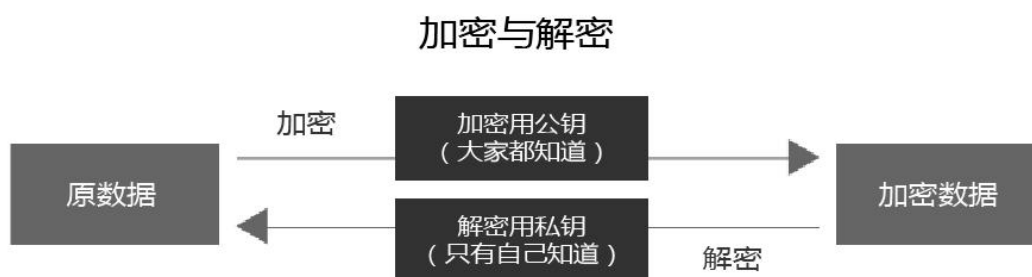 加密与解密
加密
加密用公钥
（大家都知道）
原数据
加密数据
解密用私钥
（只有自己知道）
解密